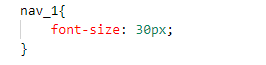 nav_1{
    font-size: 30px;
}